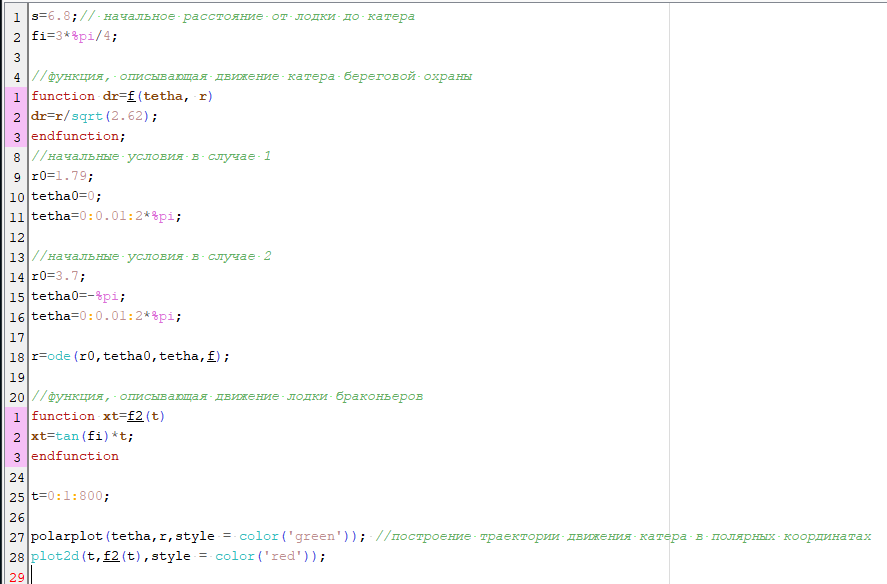 1 s=6.8;// начальное расстояние от лодки до катера
2 fi=3*%pi/4;
3
4 //функция, описывающая движение катера береговой охраны
1 function dr=f(tetha, r)
2 dr=r/sqrt(2.62);
3 endfunction;
8 //начальные условия в случае 1
9 r0=1.79;
10 tetha0=0;
11 tetha=0:0.01:2*%pi;
12
13 //начальные условия в случае 2
14 r0=3.7;
15 tetha0=-%pi;
16 tetha=0:0.01:2*%pi;
17
18 r=ode(r0,tetha0,tetha,f);
19
20 //функция, описывающая движение лодки браконьеров
1 function xt=f2(t)
2 xt=tan(fi)*t;
3 endfunction
24
25 t=0:1:800;
26
27 polarplot(tetha,r,style = color('green')); //построение траектории движения катера в полярных координатах
28 plot2d(t,f2(t),style = color('red'));
29